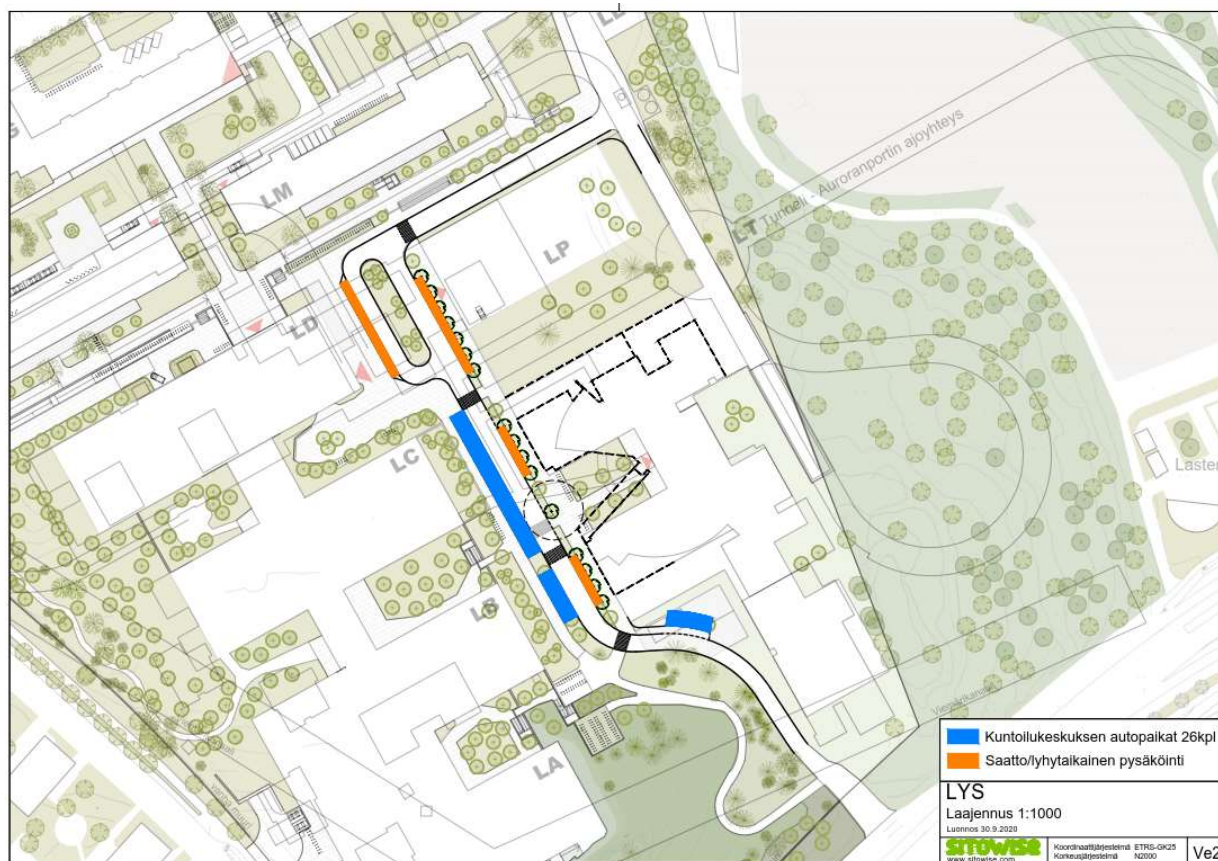 LM
LP
LD
LC
LB
LA
LT Tunneli - Auroranportin ajoyhteys
Kuntoilukeskuksen autopaikat 26kpl
Saatto/lyhytaikainen pysäköinti
LYS
Laajennus 1:1000
Luonnos 30.9.2020
SITOWISE
www.sitowise.com
Koordinaattijärjestelmä ETRS-GK25
Korkeusjärjestelmä N2000
Ve2